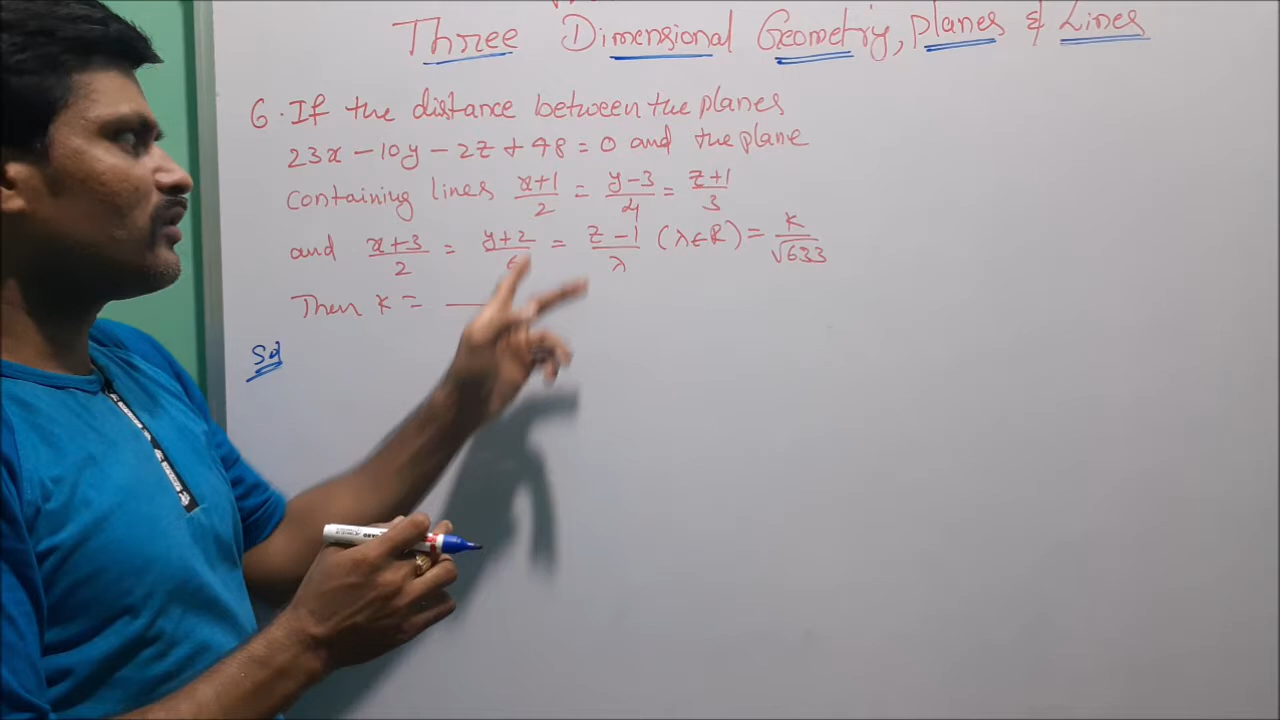 Three Dimensional Geometry, planes & Lines
6. If the distance between the planes
23x - 10y - 2z + 48 = 0 and the plane
containing lines (x+1)/2 = (y-3)/4 = (z+1)/3
and (x+3)/2 = (y+2)/6 = (z-1)/λ (λ∈R) = K/√633
Then K = ___
Sol